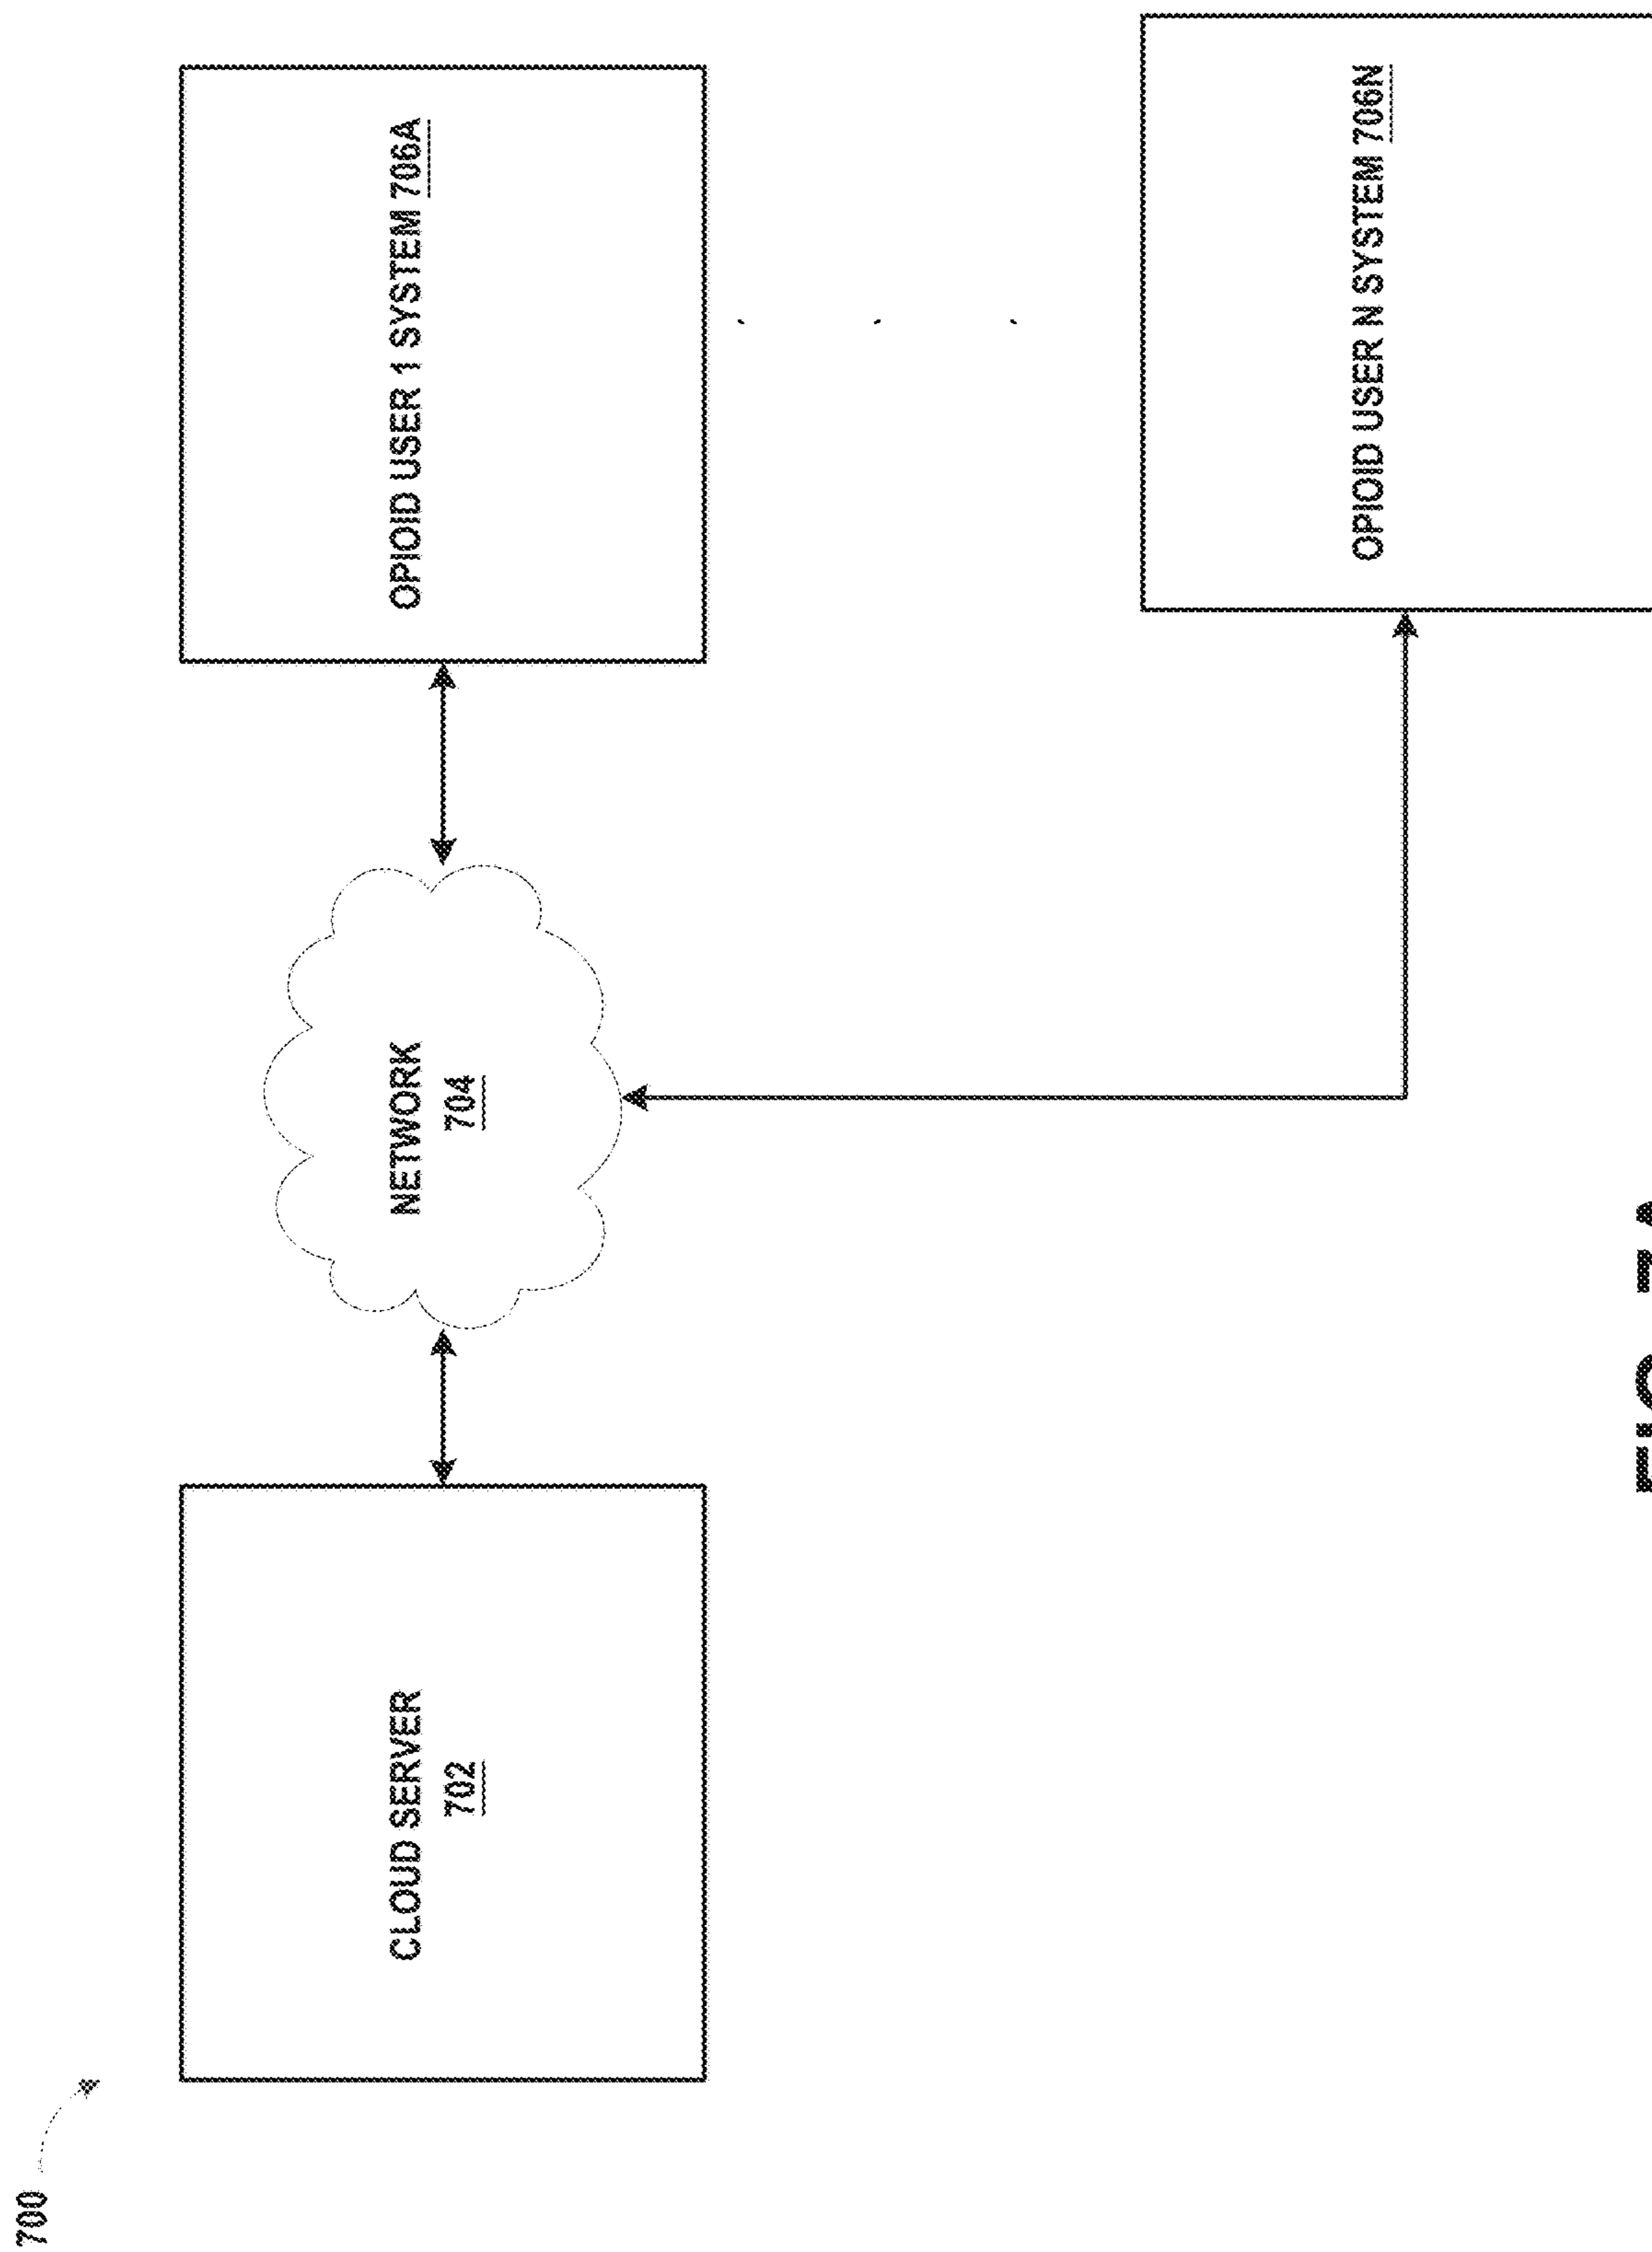 700
CLOUD SERVER
702
NETWORK
704
OPIOID USER 1 SYSTEM 706A
OPIOID USER N SYSTEM 706N